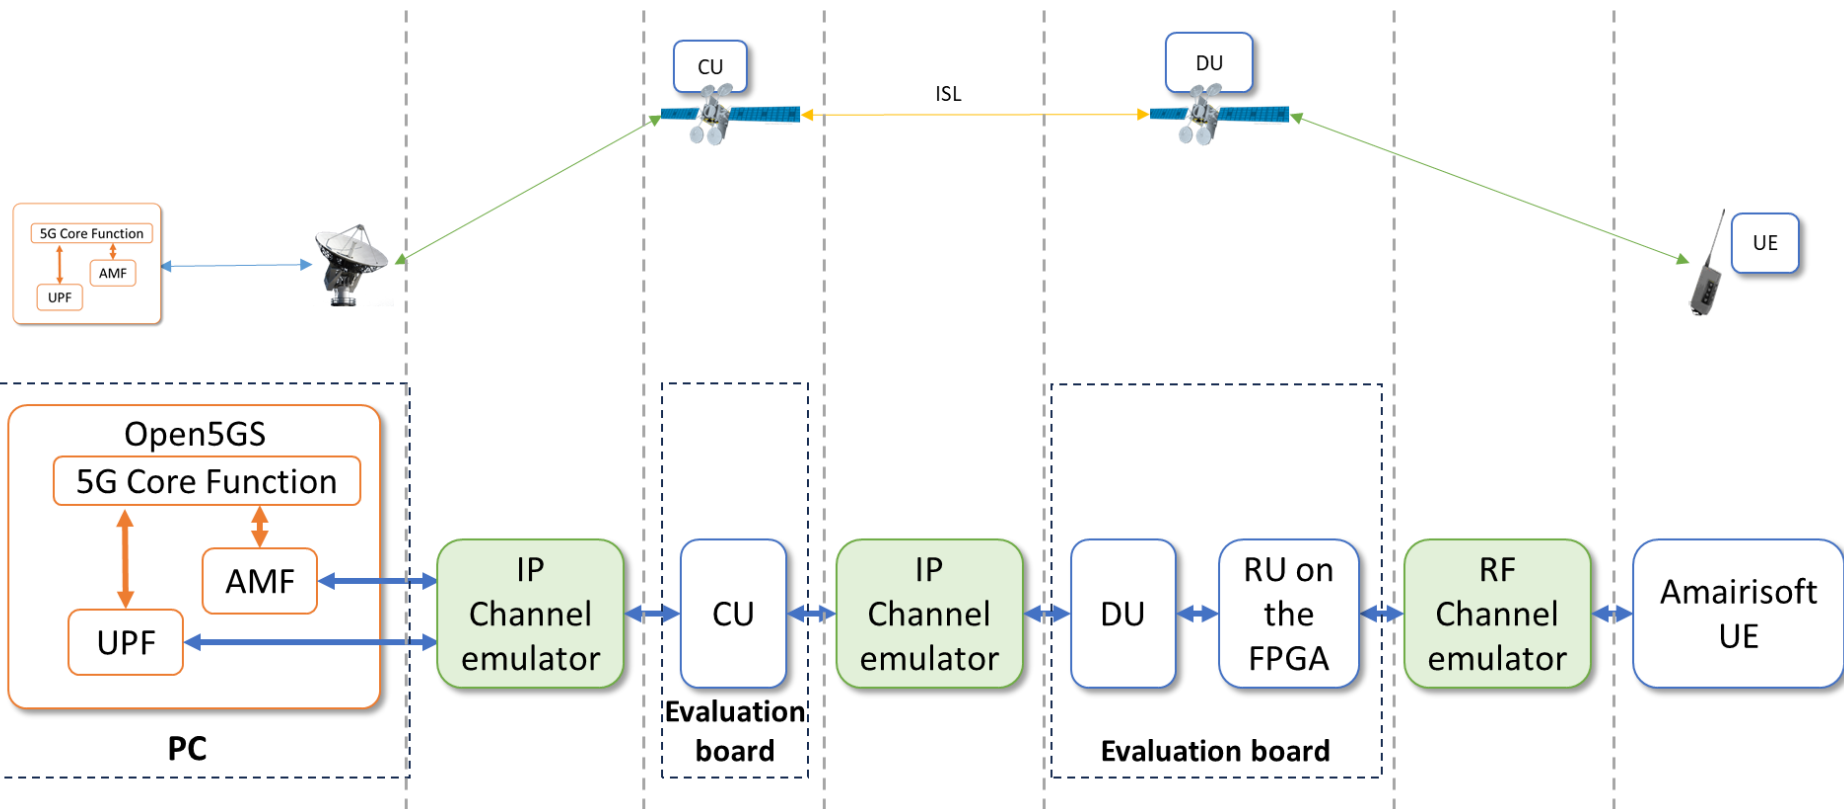 CU
DU
ISL
5G Core Function
AMF
UPF
UE
Open5GS
5G Core Function
AMF
UPF
PC
IP
Channel
emulator
CU
Evaluation
board
IP
Channel
emulator
DU
RU on
the
FPGA
Evaluation board
RF
Channel
emulator
Amairisoft
UE